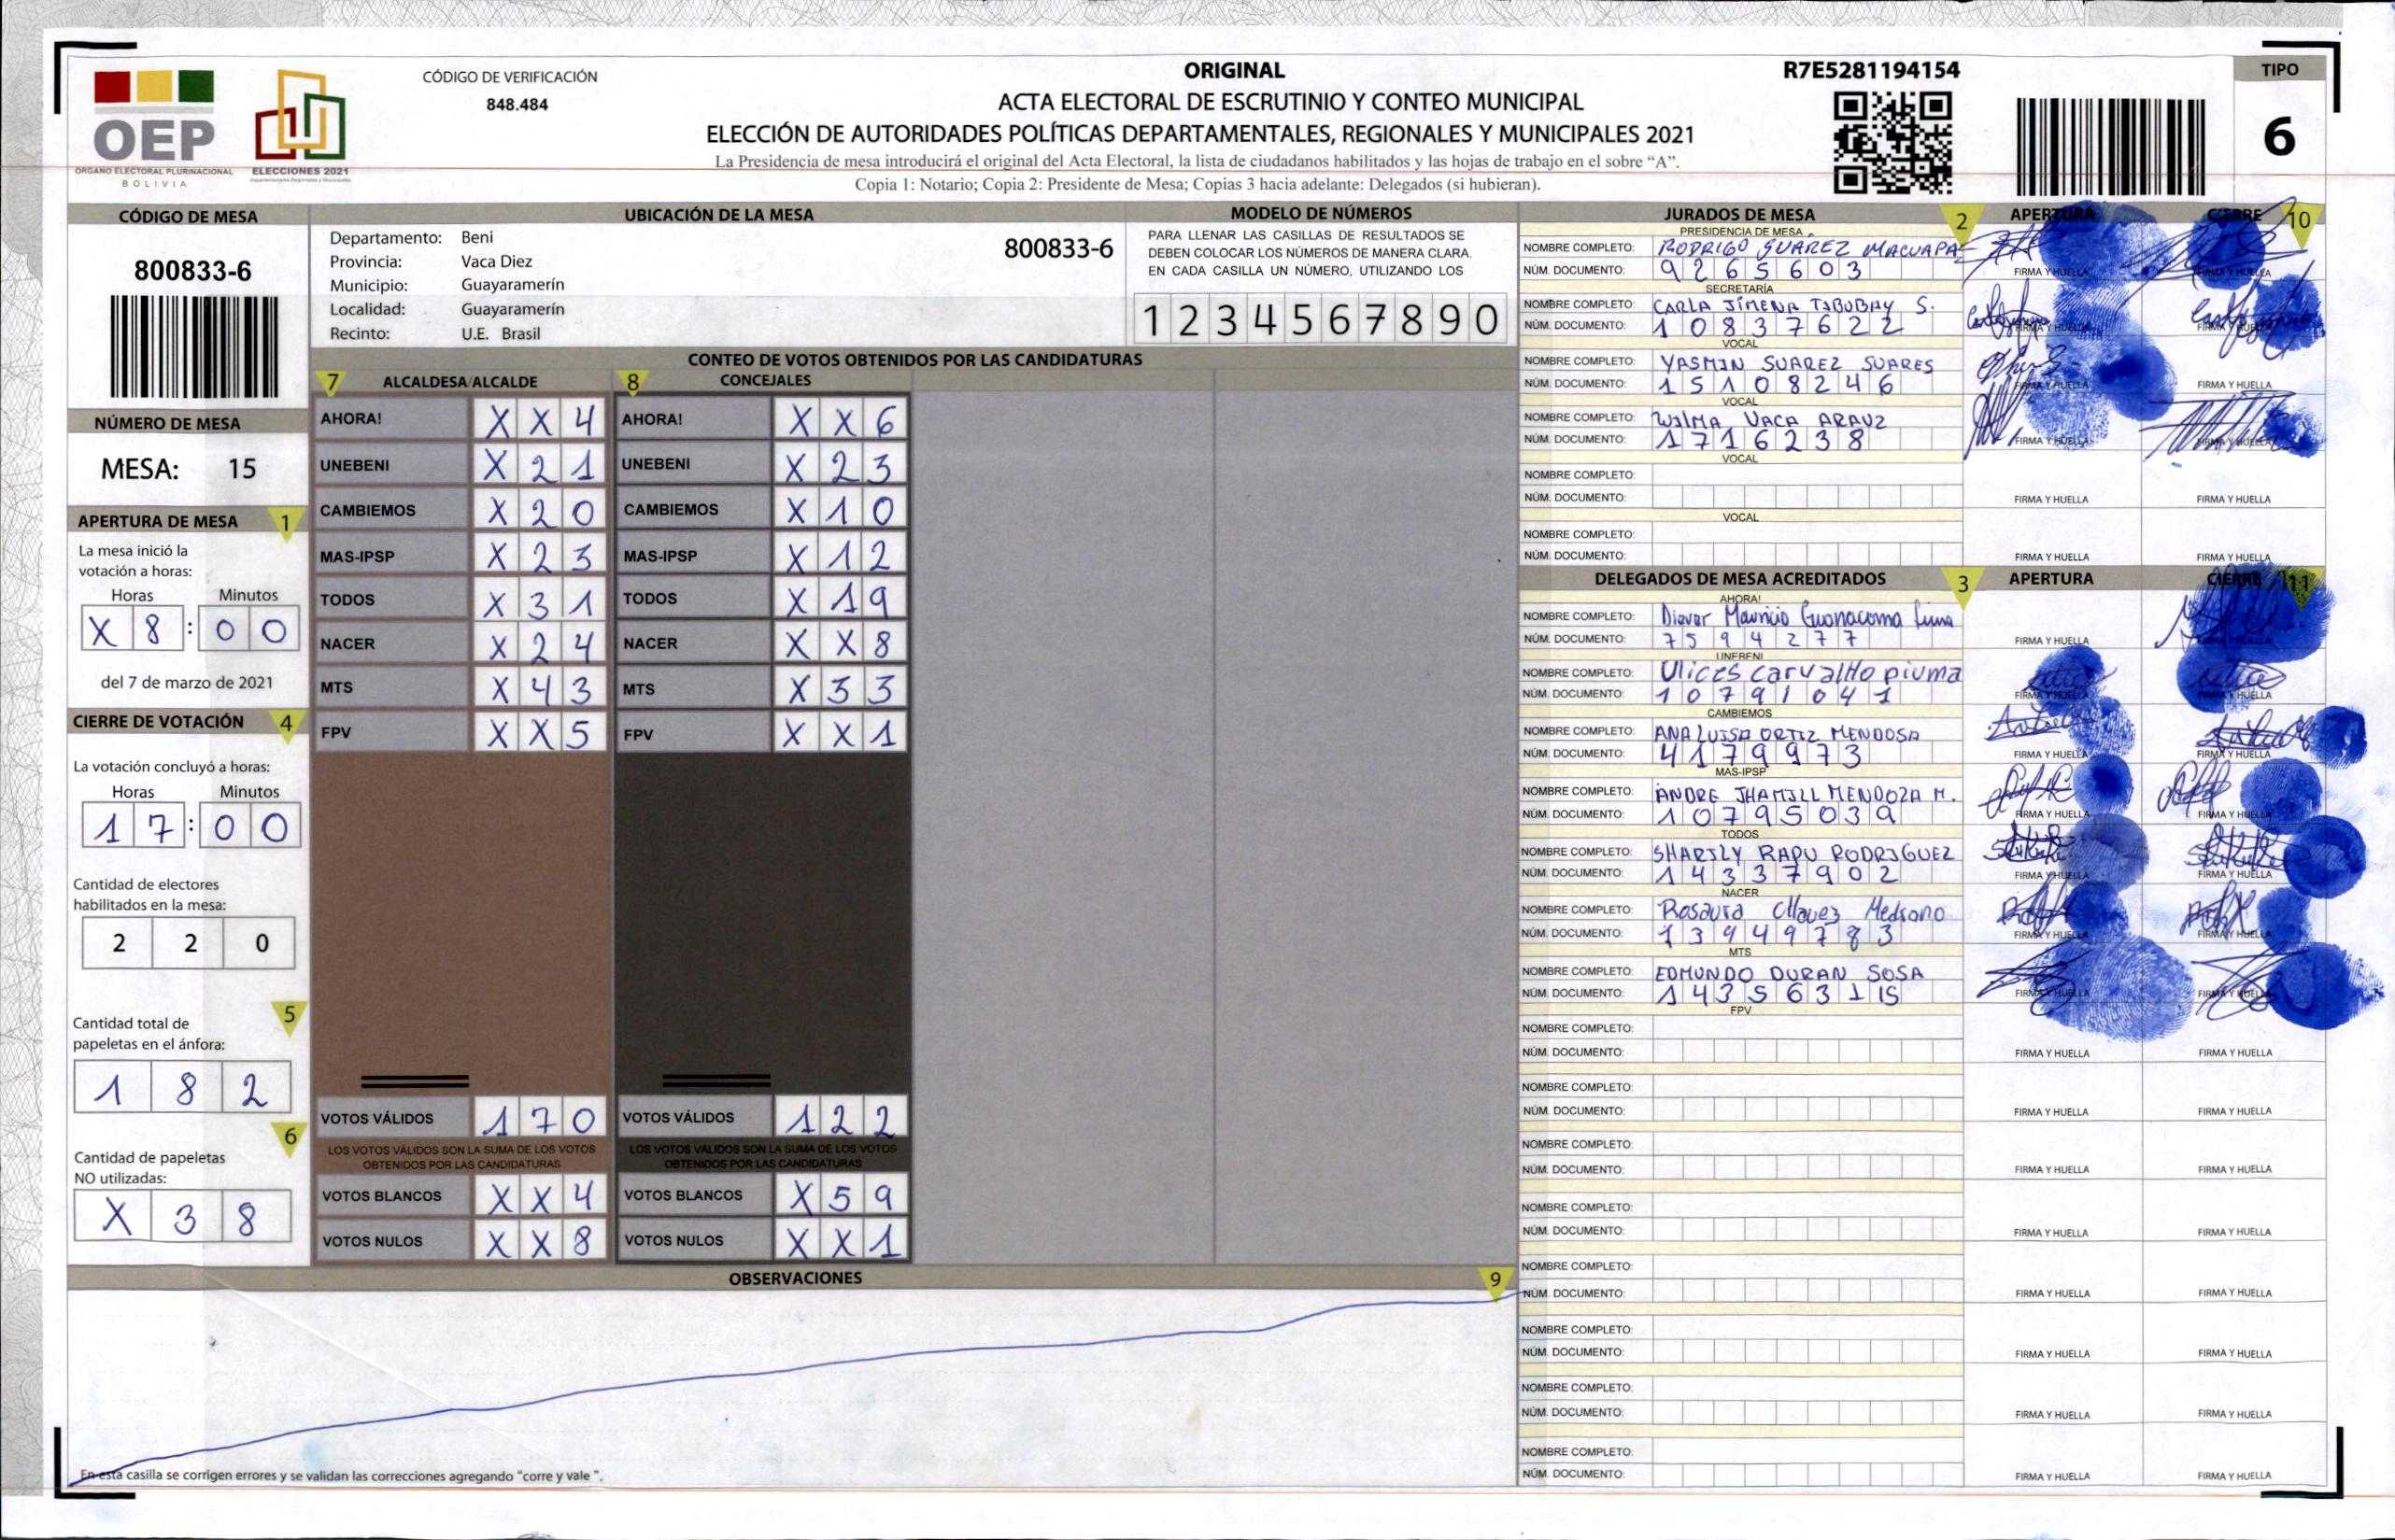 CÓDIGO DE VERIFICACIÓN
848.484
ORIGINAL
ACTA ELECTORAL DE ESCRUTINIO Y CONTEO MUNICIPAL
ELECCIÓN DE AUTORIDADES POLÍTICAS DEPARTAMENTALES, REGIONALES Y MUNICIPALES 2021
La Presidencia de mesa introducirá el original del Acta Electoral, la lista de ciudadanos habilitados y las hojas de trabajo en el sobre “A”.
Copia 1: Notario; Copia 2: Presidente de Mesa; Copias 3 hacia adelante: Delegados (si hubieran).
R7E5281194154
TIPO
6
OEP
ÓRGANO ELECTORAL PLURINACIONAL
BOLIVIA
ELECCIONES 2021
CÓDIGO DE MESA
800833-6
NÚMERO DE MESA
MESA: 15
APERTURA DE MESA 1
La mesa inició la
votación a horas:
Horas Minutos
X 8 : 0 0
del 7 de marzo de 2021
CIERRE DE VOTACIÓN 4
La votación concluyó a horas:
Horas Minutos
1 7 : 0 0
Cantidad de electores
habilitados en la mesa:
2 2 0
5
Cantidad total de
papeletas en el ánfora:
1 8 2
6
Cantidad de papeletas
NO utilizadas:
X 3 8
UBICACIÓN DE LA MESA
Departamento: Beni
Provincia: Vaca Diez
Municipio: Guayaramerín
Localidad: Guayaramerín
Recinto: U.E. Brasil
800833-6
MODELO DE NÚMEROS
PARA LLENAR LAS CASILLAS DE RESULTADOS SE
DEBEN COLOCAR LOS NÚMEROS DE MANERA CLARA.
EN CADA CASILLA UN NÚMERO, UTILIZANDO LOS
1 2 3 4 5 6 7 8 9 0
CONTEO DE VOTOS OBTENIDOS POR LAS CANDIDATURAS
7 ALCALDESA/ALCALDE
AHORA! X X 4
UNEBENI X 2 1
CAMBIEMOS X 2 0
MAS-IPSP X 2 3
TODOS X 3 1
NACER X 2 4
MTS X 4 3
FPV X X 5
VOTOS VÁLIDOS 1 7 0
LOS VOTOS VÁLIDOS SON LA SUMA DE LOS VOTOS
OBTENIDOS POR LAS CANDIDATURAS
VOTOS BLANCOS X X 4
VOTOS NULOS X X 8
8 CONCEJALES
AHORA! X X 6
UNEBENI X 2 3
CAMBIEMOS X 1 0
MAS-IPSP X 1 2
TODOS X 1 9
NACER X X 8
MTS X 3 3
FPV X X 1
VOTOS VÁLIDOS 1 2 2
LOS VOTOS VÁLIDOS SON LA SUMA DE LOS VOTOS
OBTENIDOS POR LAS CANDIDATURAS
VOTOS BLANCOS X 5 9
VOTOS NULOS X X 1
OBSERVACIONES 9
En esta casilla se corrigen errores y se validan las correcciones agregando "corre y vale ".
JURADOS DE MESA 2 APERTURA CIERRE 10
PRESIDENCIA DE MESA
NOMBRE COMPLETO: RODRIGO SUAREZ MACUAPA
NÚM. DOCUMENTO: 9 2 6 5 6 0 3 FIRMA Y HUELLA FIRMA Y HUELLA
SECRETARÍA
NOMBRE COMPLETO: CARLA JIMENA TABUBAY S.
NÚM. DOCUMENTO: 1 0 8 3 7 6 2 2 FIRMA Y HUELLA FIRMA Y HUELLA
VOCAL
NOMBRE COMPLETO: YASMIN SUAREZ SUARES
NÚM. DOCUMENTO: 1 5 1 0 8 2 4 6 FIRMA Y HUELLA FIRMA Y HUELLA
VOCAL
NOMBRE COMPLETO: WILMA VACA ARAUZ
NÚM. DOCUMENTO: 1 7 1 6 2 3 8 FIRMA Y HUELLA FIRMA Y HUELLA
VOCAL
NOMBRE COMPLETO:
NÚM. DOCUMENTO: FIRMA Y HUELLA FIRMA Y HUELLA
VOCAL
NOMBRE COMPLETO:
NÚM. DOCUMENTO: FIRMA Y HUELLA FIRMA Y HUELLA
DELEGADOS DE MESA ACREDITADOS 3 APERTURA CIERRE 11
AHORA!
NOMBRE COMPLETO: Mauricio Guanacoma
NÚM. DOCUMENTO: 7 5 9 4 2 7 7 FIRMA Y HUELLA
UNEBENI
NOMBRE COMPLETO: Ulices carvalHo piuma
NÚM. DOCUMENTO: 1 0 7 9 1 0 4 1 FIRMA Y HUELLA FIRMA Y HUELLA
CAMBIEMOS
NOMBRE COMPLETO: ANA LUISA ORTIZ MENDOSA
NÚM. DOCUMENTO: 4 1 7 9 9 7 3 FIRMA Y HUELLA FIRMA Y HUELLA
MAS-IPSP
NOMBRE COMPLETO: ANDRE JHAMILL MENDOZA M.
NÚM. DOCUMENTO: 1 0 7 9 5 0 3 9 FIRMA Y HUELLA FIRMA Y HUELLA
TODOS
NOMBRE COMPLETO: SHARILY RAPU RODRIGUEZ
NÚM. DOCUMENTO: 1 4 3 3 7 9 0 2 FIRMA Y HUELLA FIRMA Y HUELLA
NACER
NOMBRE COMPLETO: Rosaura Chavez Medrano
NÚM. DOCUMENTO: 1 3 9 4 9 7 8 3 FIRMA Y HUELLA FIRMA Y HUELLA
MTS
NOMBRE COMPLETO: EDMUNDO DURAN SOSA
NÚM. DOCUMENTO: 1 4 3 5 6 3 1 15 FIRMA Y HUELLA FIRMA Y HUELLA
FPV
NOMBRE COMPLETO:
NÚM. DOCUMENTO: FIRMA Y HUELLA FIRMA Y HUELLA
NOMBRE COMPLETO:
NÚM. DOCUMENTO: FIRMA Y HUELLA FIRMA Y HUELLA
NOMBRE COMPLETO:
NÚM. DOCUMENTO: FIRMA Y HUELLA FIRMA Y HUELLA
NOMBRE COMPLETO:
NÚM. DOCUMENTO: FIRMA Y HUELLA FIRMA Y HUELLA
NOMBRE COMPLETO:
NÚM. DOCUMENTO: FIRMA Y HUELLA FIRMA Y HUELLA
NOMBRE COMPLETO:
NÚM. DOCUMENTO: FIRMA Y HUELLA FIRMA Y HUELLA
NOMBRE COMPLETO:
NÚM. DOCUMENTO: FIRMA Y HUELLA FIRMA Y HUELLA
NOMBRE COMPLETO:
NÚM. DOCUMENTO: FIRMA Y HUELLA FIRMA Y HUELLA